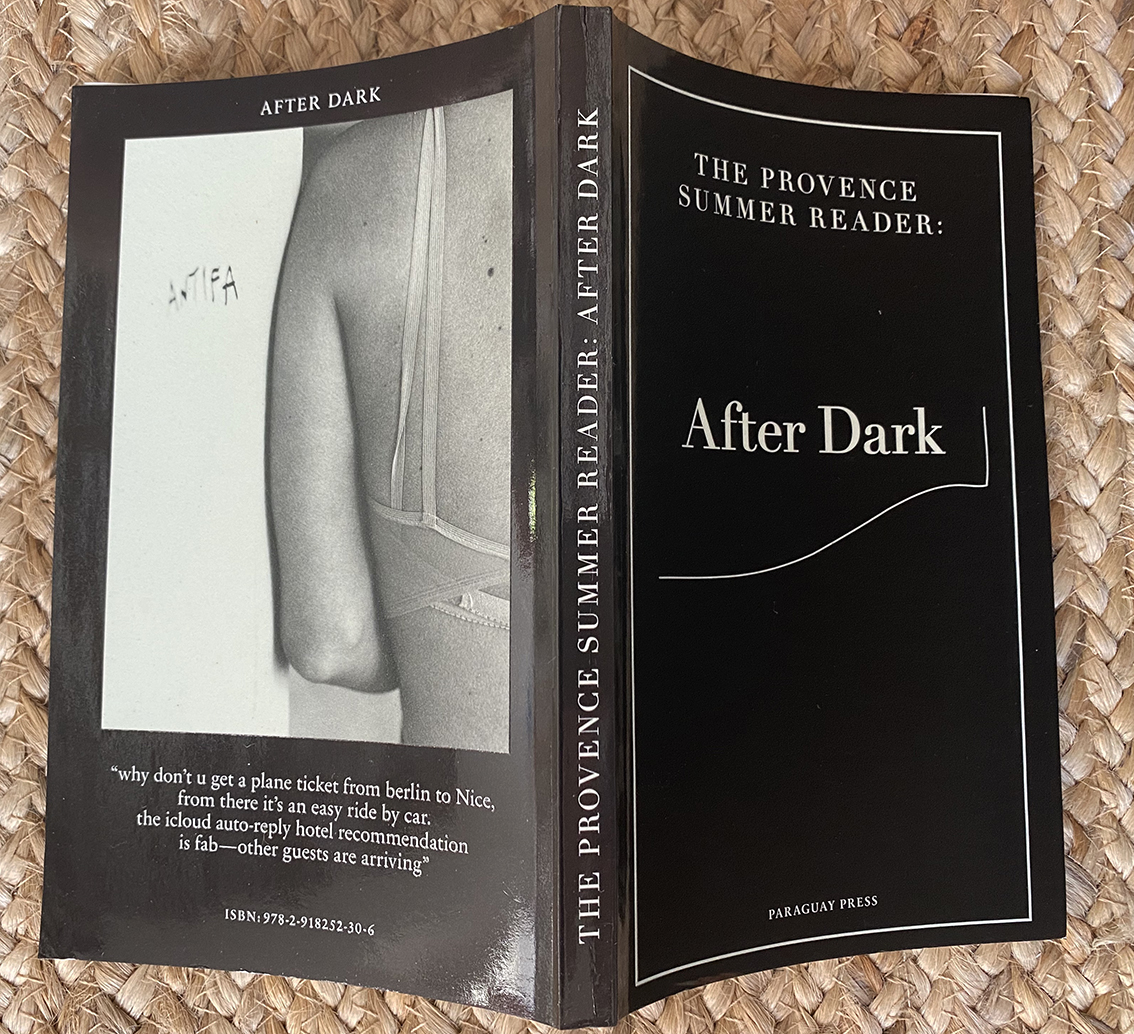 AFTER DARK
ANTIFA
“why don’t u get a plane ticket from berlin to Nice,
from there it’s an easy ride by car.
the icloud auto-reply hotel recommendation
is fab—other guests are arriving”
ISBN: 978-2-918252-30-6
THE PROVENCE SUMMER READER: AFTER DARK
THE PROVENCE
SUMMER READER:
After Dark
PARAGUAY PRESS